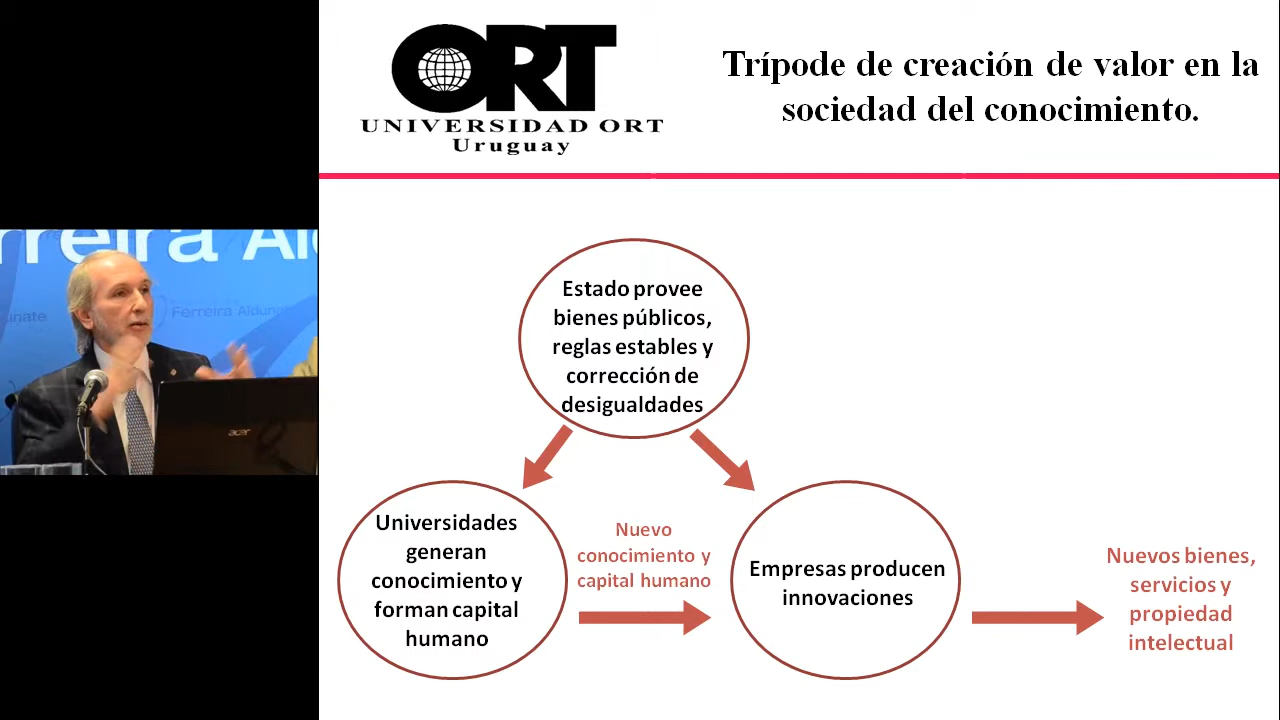 ORT
UNIVERSIDAD ORT
Uruguay
Trípode de creación de valor en la
sociedad del conocimiento.
Ferreira Aldunate
acer
Estado provee
bienes públicos,
reglas estables y
corrección de
desigualdades
Universidades
generan
conocimiento y
forman capital
humano
Nuevo
conocimiento y
capital humano
Empresas producen
innovaciones
Nuevos bienes,
servicios y
propiedad
intelectual